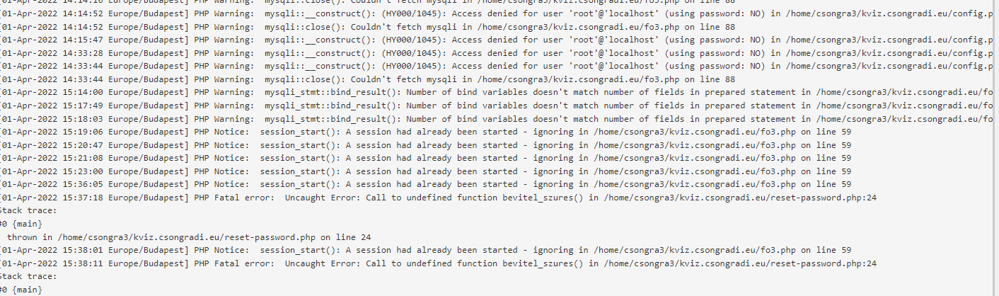 [01-Apr-2022 14:14:16 Europe/Budapest] PHP Warning:  mysqli::close(): Couldn't fetch mysqli in /home/csongra3/kviz.csongradi.eu/fo3.php on line 88
[01-Apr-2022 14:14:52 Europe/Budapest] PHP Warning:  mysqli::__construct(): (HY000/1045): Access denied for user 'root'@'localhost' (using password: NO) in /home/csongra3/kviz.csongradi.eu/config.p
[01-Apr-2022 14:14:52 Europe/Budapest] PHP Warning:  mysqli::close(): Couldn't fetch mysqli in /home/csongra3/kviz.csongradi.eu/fo3.php on line 88
[01-Apr-2022 14:15:47 Europe/Budapest] PHP Warning:  mysqli::__construct(): (HY000/1045): Access denied for user 'root'@'localhost' (using password: NO) in /home/csongra3/kviz.csongradi.eu/config.p
[01-Apr-2022 14:33:28 Europe/Budapest] PHP Warning:  mysqli::__construct(): (HY000/1045): Access denied for user 'root'@'localhost' (using password: NO) in /home/csongra3/kviz.csongradi.eu/config.p
[01-Apr-2022 14:33:44 Europe/Budapest] PHP Warning:  mysqli::__construct(): (HY000/1045): Access denied for user 'root'@'localhost' (using password: NO) in /home/csongra3/kviz.csongradi.eu/config.p
[01-Apr-2022 14:33:44 Europe/Budapest] PHP Warning:  mysqli::close(): Couldn't fetch mysqli in /home/csongra3/kviz.csongradi.eu/fo3.php on line 88
[01-Apr-2022 15:14:00 Europe/Budapest] PHP Warning:  mysqli_stmt::bind_result(): Number of bind variables doesn't match number of fields in prepared statement in /home/csongra3/kviz.csongradi.eu/fo
[01-Apr-2022 15:17:49 Europe/Budapest] PHP Warning:  mysqli_stmt::bind_result(): Number of bind variables doesn't match number of fields in prepared statement in /home/csongra3/kviz.csongradi.eu/fo
[01-Apr-2022 15:18:03 Europe/Budapest] PHP Warning:  mysqli_stmt::bind_result(): Number of bind variables doesn't match number of fields in prepared statement in /home/csongra3/kviz.csongradi.eu/fo
[01-Apr-2022 15:19:06 Europe/Budapest] PHP Notice:  session_start(): A session had already been started - ignoring in /home/csongra3/kviz.csongradi.eu/fo3.php on line 59
[01-Apr-2022 15:20:47 Europe/Budapest] PHP Notice:  session_start(): A session had already been started - ignoring in /home/csongra3/kviz.csongradi.eu/fo3.php on line 59
[01-Apr-2022 15:21:08 Europe/Budapest] PHP Notice:  session_start(): A session had already been started - ignoring in /home/csongra3/kviz.csongradi.eu/fo3.php on line 59
[01-Apr-2022 15:23:00 Europe/Budapest] PHP Notice:  session_start(): A session had already been started - ignoring in /home/csongra3/kviz.csongradi.eu/fo3.php on line 59
[01-Apr-2022 15:36:05 Europe/Budapest] PHP Notice:  session_start(): A session had already been started - ignoring in /home/csongra3/kviz.csongradi.eu/fo3.php on line 59
[01-Apr-2022 15:37:18 Europe/Budapest] PHP Fatal error:  Uncaught Error: Call to undefined function bevitel_szures() in /home/csongra3/kviz.csongradi.eu/reset-password.php:24
Stack trace:
#0 {main}
  thrown in /home/csongra3/kviz.csongradi.eu/reset-password.php on line 24
[01-Apr-2022 15:38:01 Europe/Budapest] PHP Notice:  session_start(): A session had already been started - ignoring in /home/csongra3/kviz.csongradi.eu/fo3.php on line 59
[01-Apr-2022 15:38:11 Europe/Budapest] PHP Fatal error:  Uncaught Error: Call to undefined function bevitel_szures() in /home/csongra3/kviz.csongradi.eu/reset-password.php:24
Stack trace:
#0 {main}